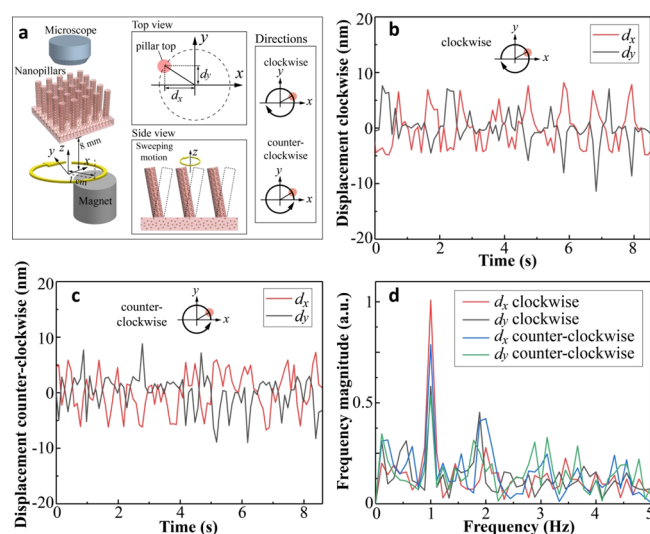 a
Microscope
Nanopillars
8 mm
z
y
x
1 cm
Magnet
Top view
pillar top
y
x
dy
dx
Side view
Sweeping
motion
z
Directions
clockwise
y
x
counter-
clockwise
y
x
b
Displacement clockwise (nm)
20
10
0
-10
-20
0
2
4
6
8
Time (s)
clockwise
y
x
dx
dy
c
Displacement counter-clockwise (nm)
20
10
0
-10
-20
0
2
4
6
8
Time (s)
counter-
clockwise
y
x
dx
dy
d
Frequency magnitude (a.u.)
1
0.5
0
0
1
2
3
4
5
Frequency (Hz)
dx clockwise
dy clockwise
dx counter-clockwise
dy counter-clockwise